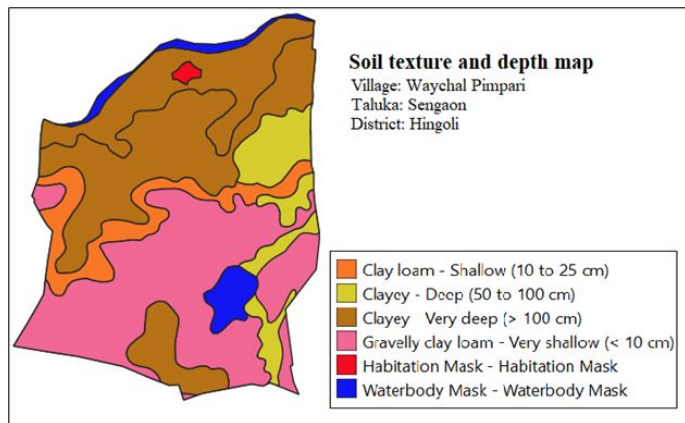 Soil texture and depth map
Village: Waychal Pimpari
Taluka: Sengaon
District: Hingoli
Clay loam - Shallow (10 to 25 cm)
Clayey - Deep (50 to 100 cm)
Clayey   Very deep (> 100 cm)
Gravelly clay loam - Very shallow (< 10 cm)
Habitation Mask - Habitation Mask
Waterbody Mask - Waterbody Mask